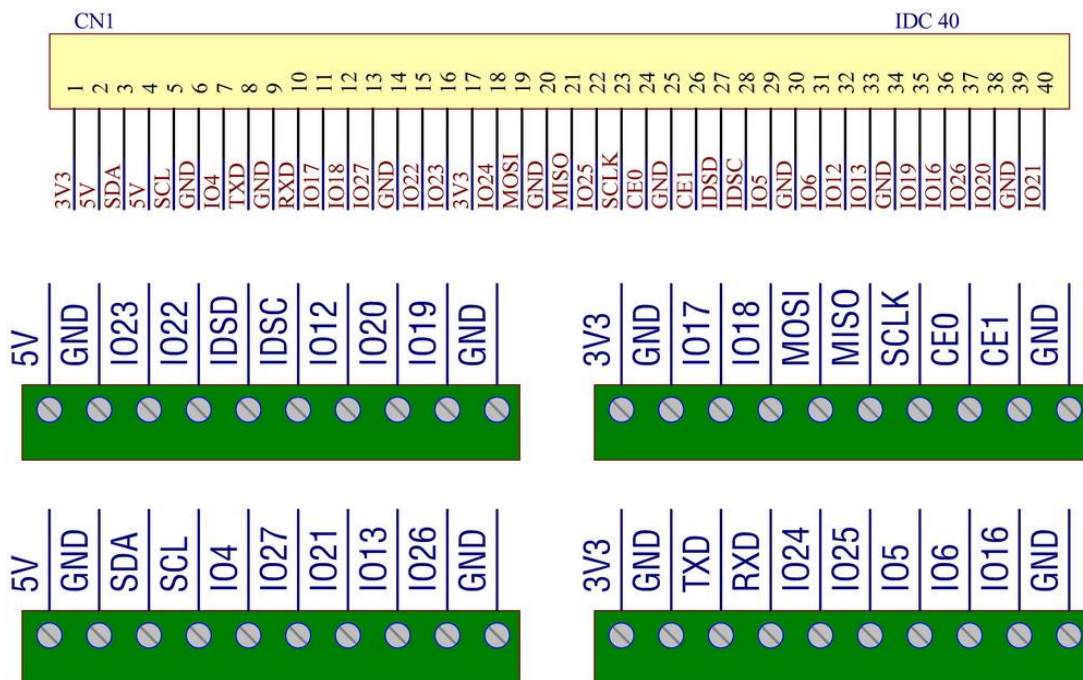 CN1 IDC 40
1 2 3 4 5 6 7 8 9 10 11 12 13 14 15 16 17 18 19 20 21 22 23 24 25 26 27 28 29 30 31 32 33 34 35 36 37 38 39 40
3V3 5V SDA 5V SCL GND IO4 TXD GND RXD IO17 IO18 IO27 GND IO22 IO23 3V3 IO24 MOSI GND MISO IO25 SCLK CE0 GND CE1 IDSD IDSC IO5 GND IO6 IO12 IO13 GND IO19 IO16 IO26 IO20 GND IO21
5V GND IO23 IO22 IDSD IDSC IO12 IO20 IO19 GND
3V3 GND IO17 IO18 MOSI MISO SCLK CE0 CE1 GND
5V GND SDA SCL IO4 IO27 IO21 IO13 IO26 GND
3V3 GND TXD RXD IO24 IO25 IO5 IO6 IO16 GND